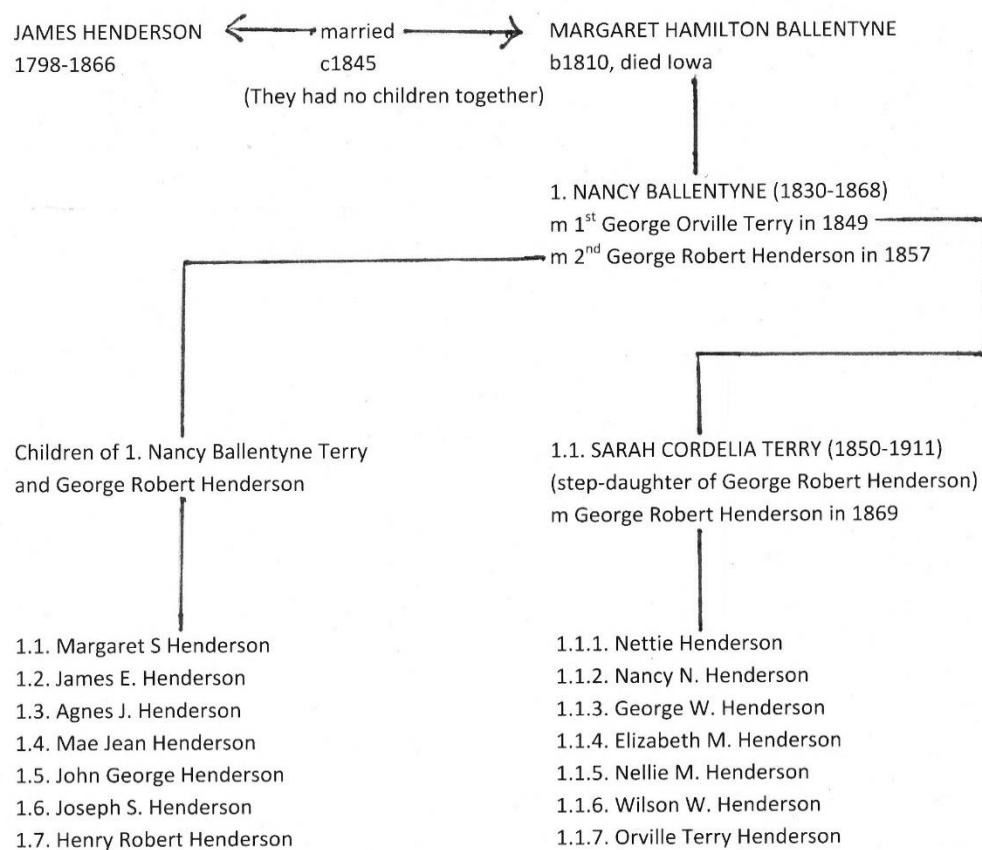 JAMES HENDERSON
1798-1866
married
c1845
(They had no children together)
MARGARET HAMILTON BALLENTYNE
b1810, died Iowa
1. NANCY BALLENTYNE (1830-1868)
m 1st George Orville Terry in 1849
m 2nd George Robert Henderson in 1857
Children of 1. Nancy Ballentyne Terry
and George Robert Henderson
1.1. SARAH CORDELIA TERRY (1850-1911)
(step-daughter of George Robert Henderson)
m George Robert Henderson in 1869
1.1. Margaret S Henderson
1.2. James E. Henderson
1.3. Agnes J. Henderson
1.4. Mae Jean Henderson
1.5. John George Henderson
1.6. Joseph S. Henderson
1.7. Henry Robert Henderson
1.1.1. Nettie Henderson
1.1.2. Nancy N. Henderson
1.1.3. George W. Henderson
1.1.4. Elizabeth M. Henderson
1.1.5. Nellie M. Henderson
1.1.6. Wilson W. Henderson
1.1.7. Orville Terry Henderson